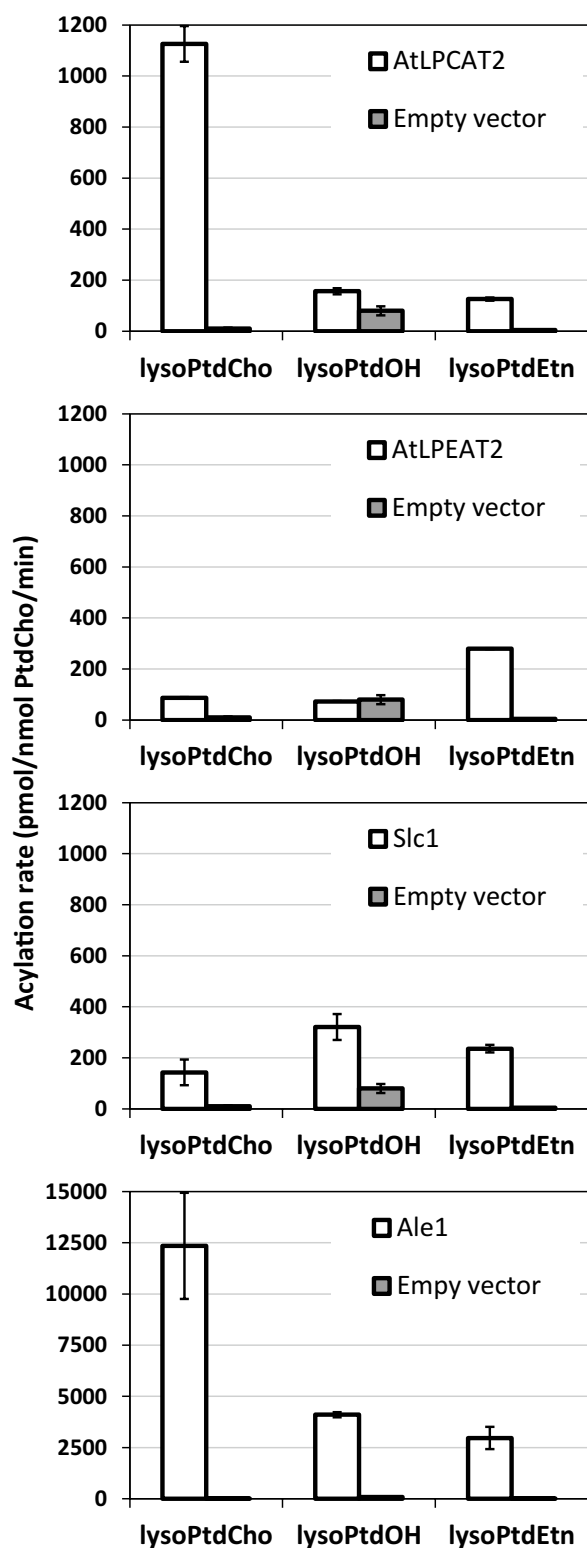 Acylation rate (pmol/nmol PtdCho/min)
1200
1000
800
600
400
200
0
AtLPCAT2
Empty vector
lysoPtdCho lysoPtdOH lysoPtdEtn
1200
1000
800
600
400
200
0
AtLPEAT2
Empty vector
lysoPtdCho lysoPtdOH lysoPtdEtn
1200
1000
800
600
400
200
0
Slc1
Empty vector
lysoPtdCho lysoPtdOH lysoPtdEtn
15000
12500
10000
7500
5000
2500
0
Ale1
Empy vector
lysoPtdCho lysoPtdOH lysoPtdEtn